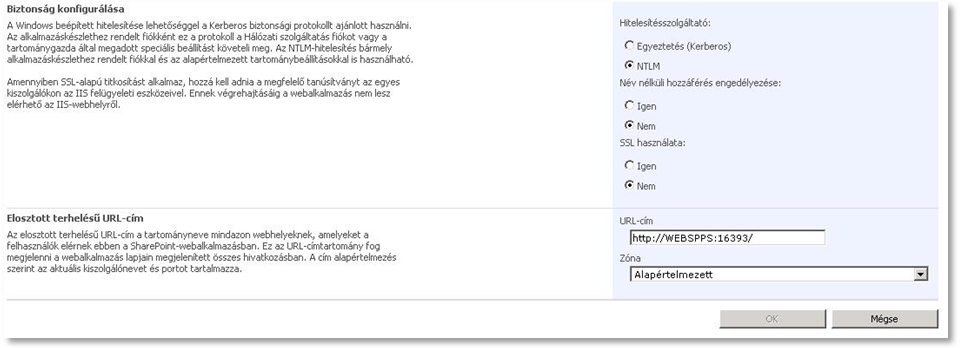 Biztonság konfigurálása
A Windows beépített hitelesítése lehetőséggel a Kerberos biztonsági protokollt ajánlott használni.
Az alkalmazáskészlethez rendelt fiókként ez a protokoll a Hálózati szolgáltatás fiókot vagy a
tartománygazda által megadott speciális beállítást követeli meg. Az NTLM-hitelesítés bármely
alkalmazáskészlethez rendelt fiókkal és az alapértelmezett tartománybeállításokkal is használható.
Amennyiben SSL-alapú titkosítást alkalmaz, hozzá kell adnia a megfelelő tanúsítványt az egyes
kiszolgálókon az IIS felügyeleti eszközeivel. Ennek végrehajtásáig a webalkalmazás nem lesz
elérhető az IIS-webhelyről.
Hitelesítésszolgáltató:
Egyeztetés (Kerberos)
NTLM
Név nélküli hozzáférés engedélyezése:
Igen
Nem
SSL használata:
Igen
Nem
Elosztott terhelésű URL-cím
Az elosztott terhelésű URL-cím a tartományneve mindazon webhelyeknek, amelyeket a
felhasználók elérnek ebben a SharePoint-webalkalmazásban. Ez az URL-címtartomány fog
megjelenni a webalkalmazás lapjain megjelenített összes hivatkozásban. A cím alapértelmezés
szerint az aktuális kiszolgálónevet és portot tartalmazza.
URL-cím
http://WEBSPPS:16393/
Zóna
Alapértelmezett
OK
Mégse